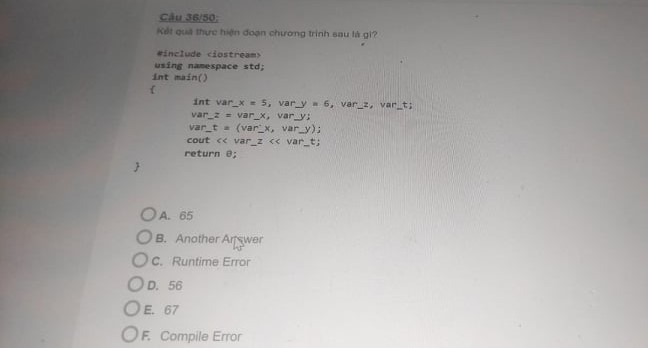 Câu 36/50:
Kết quả thực hiện đoạn chương trình sau là gì?
#include <iostream>
using namespace std;
int main()
{
int var_x = 5, var_y = 6, var_z, var_t;
var_z = var_x, var_y;
var_t = (var_x, var_y);
cout << var_z << var_t;
return 0;
}
A. 65
B. Another Answer
C. Runtime Error
D. 56
E. 67
F. Compile Error